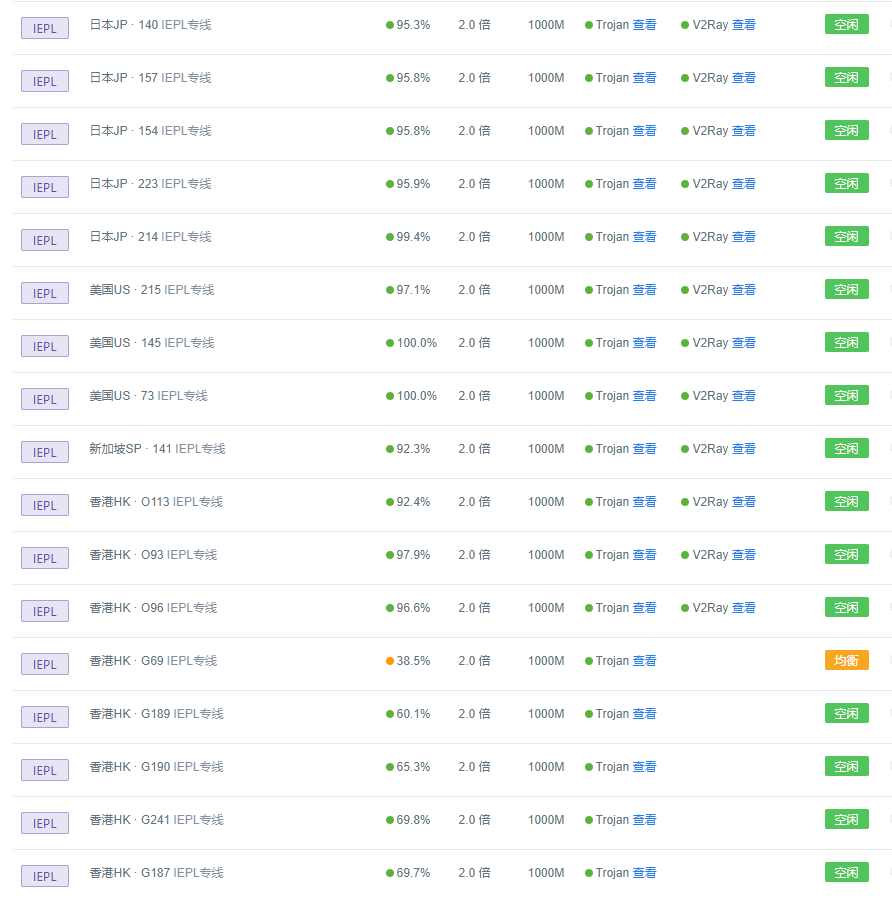 IEPL 日本JP · 140 IEPL专线 95.3% 2.0 倍 1000M Trojan 查看 V2Ray 查看 空闲
IEPL 日本JP · 157 IEPL专线 95.8% 2.0 倍 1000M Trojan 查看 V2Ray 查看 空闲
IEPL 日本JP · 154 IEPL专线 95.8% 2.0 倍 1000M Trojan 查看 V2Ray 查看 空闲
IEPL 日本JP · 223 IEPL专线 95.9% 2.0 倍 1000M Trojan 查看 V2Ray 查看 空闲
IEPL 日本JP · 214 IEPL专线 99.4% 2.0 倍 1000M Trojan 查看 V2Ray 查看 空闲
IEPL 美国US · 215 IEPL专线 97.1% 2.0 倍 1000M Trojan 查看 V2Ray 查看 空闲
IEPL 美国US · 145 IEPL专线 100.0% 2.0 倍 1000M Trojan 查看 V2Ray 查看 空闲
IEPL 美国US · 73 IEPL专线 100.0% 2.0 倍 1000M Trojan 查看 V2Ray 查看 空闲
IEPL 新加坡SP · 141 IEPL专线 92.3% 2.0 倍 1000M Trojan 查看 V2Ray 查看 空闲
IEPL 香港HK · O113 IEPL专线 92.4% 2.0 倍 1000M Trojan 查看 V2Ray 查看 空闲
IEPL 香港HK · O93 IEPL专线 97.9% 2.0 倍 1000M Trojan 查看 V2Ray 查看 空闲
IEPL 香港HK · O96 IEPL专线 96.6% 2.0 倍 1000M Trojan 查看 V2Ray 查看 空闲
IEPL 香港HK · G69 IEPL专线 38.5% 2.0 倍 1000M Trojan 查看 均衡
IEPL 香港HK · G189 IEPL专线 60.1% 2.0 倍 1000M Trojan 查看 空闲
IEPL 香港HK · G190 IEPL专线 65.3% 2.0 倍 1000M Trojan 查看 空闲
IEPL 香港HK · G241 IEPL专线 69.8% 2.0 倍 1000M Trojan 查看 空闲
IEPL 香港HK · G187 IEPL专线 69.7% 2.0 倍 1000M Trojan 查看 空闲